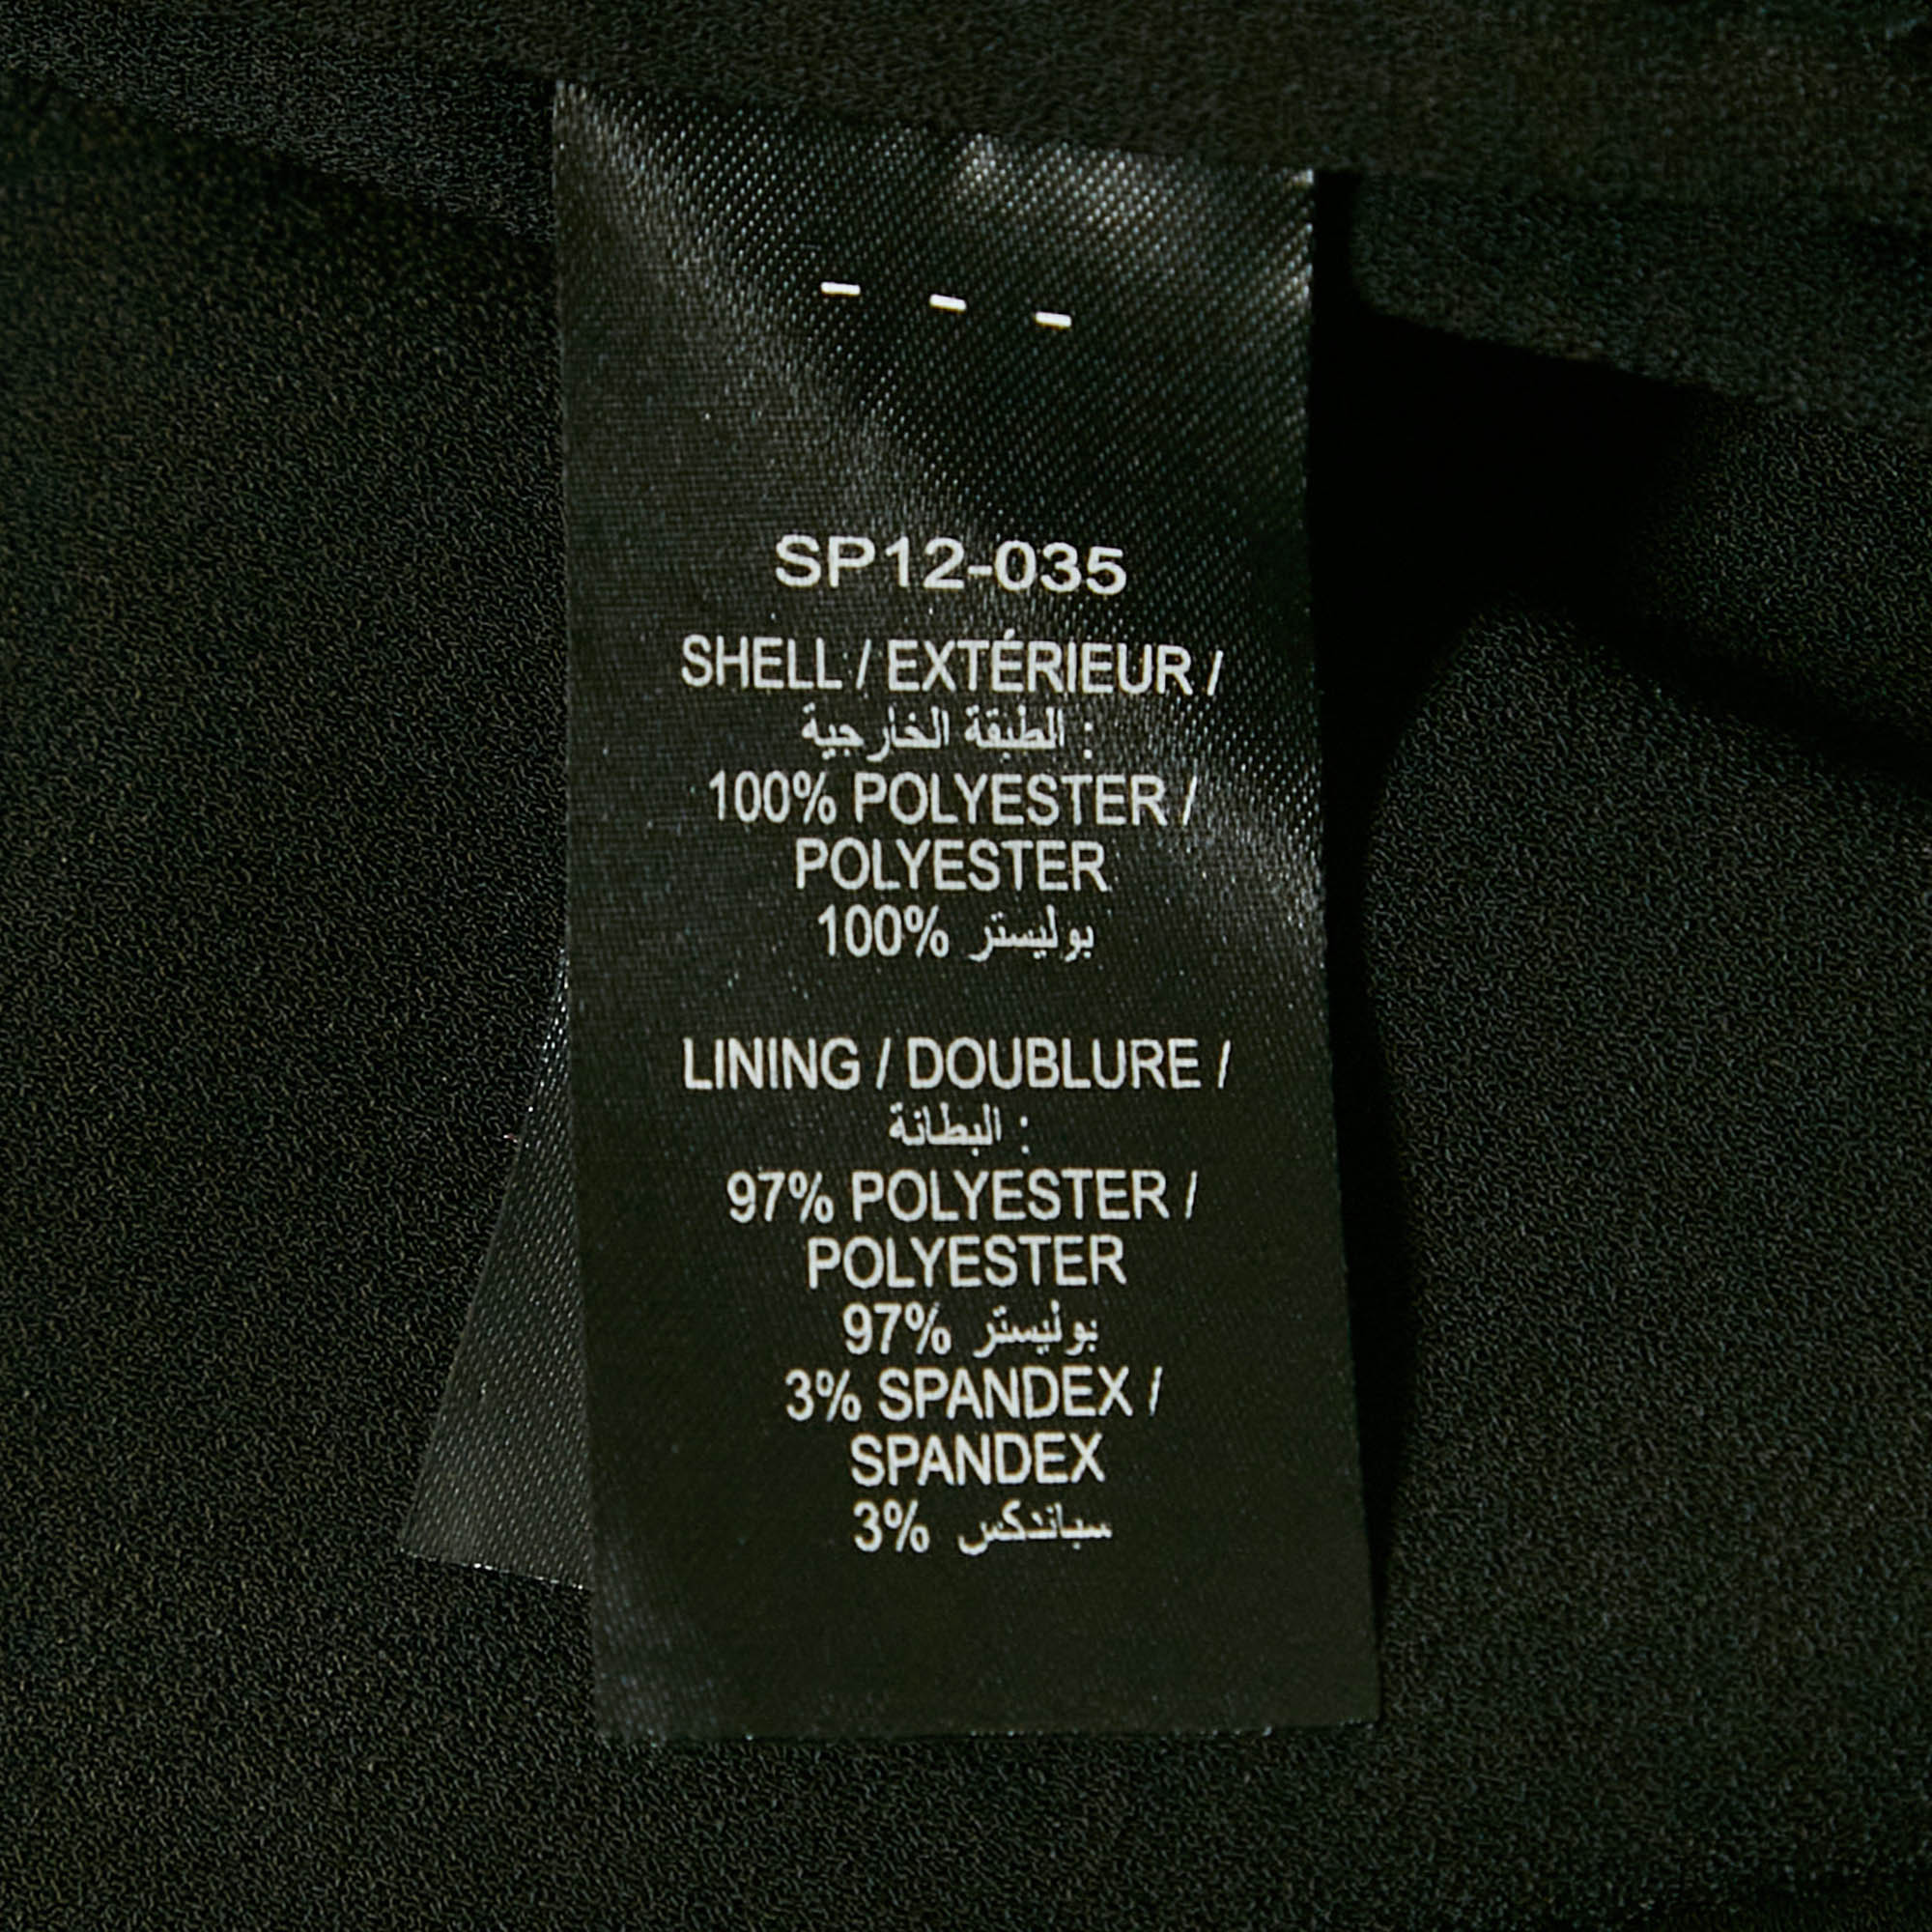 SP12-035
SHELL / EXTÉRIEUR /
الطبقة الخارجية :
100% POLYESTER /
POLYESTER
100% بوليستر
LINING / DOUBLURE /
البطانة :
97% POLYESTER /
POLYESTER
97% بوليستر
3% SPANDEX /
SPANDEX
3% سباندكس